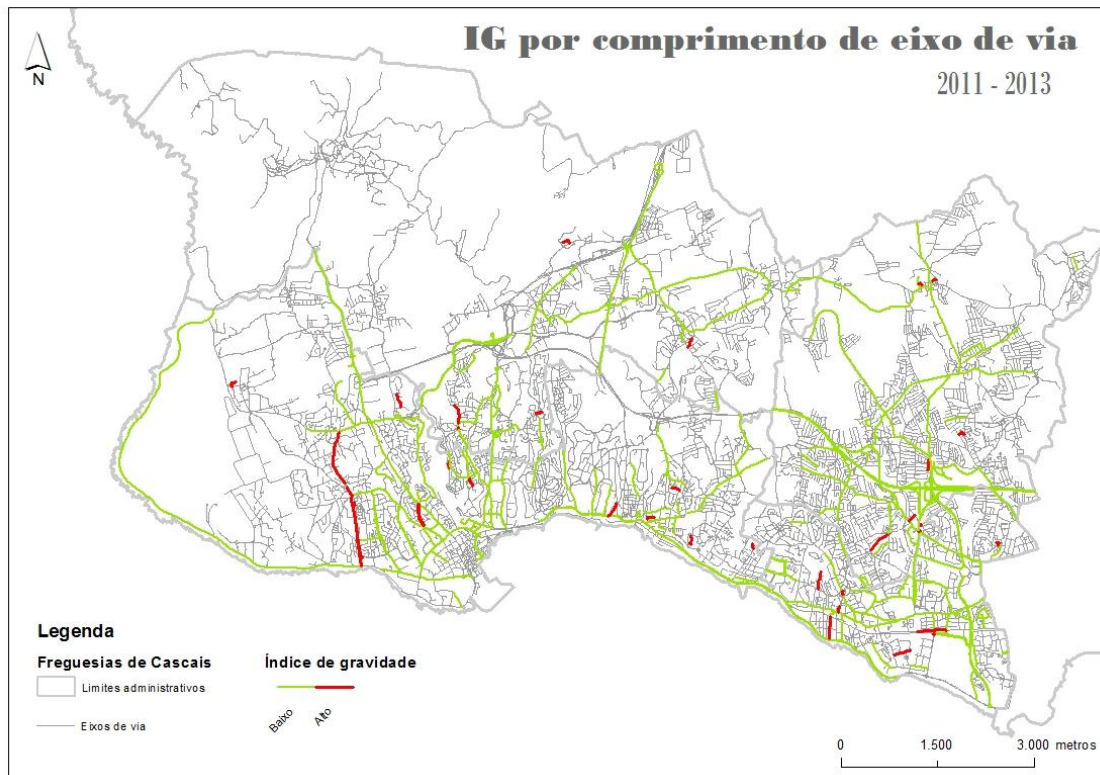 IG por comprimento de eixo de via
2011 - 2013
N
Legenda
Freguesias de Cascais
Limites administrativos
Eixos de via
Índice de gravidade
Baixo Alto
0 1.500 3.000 metros